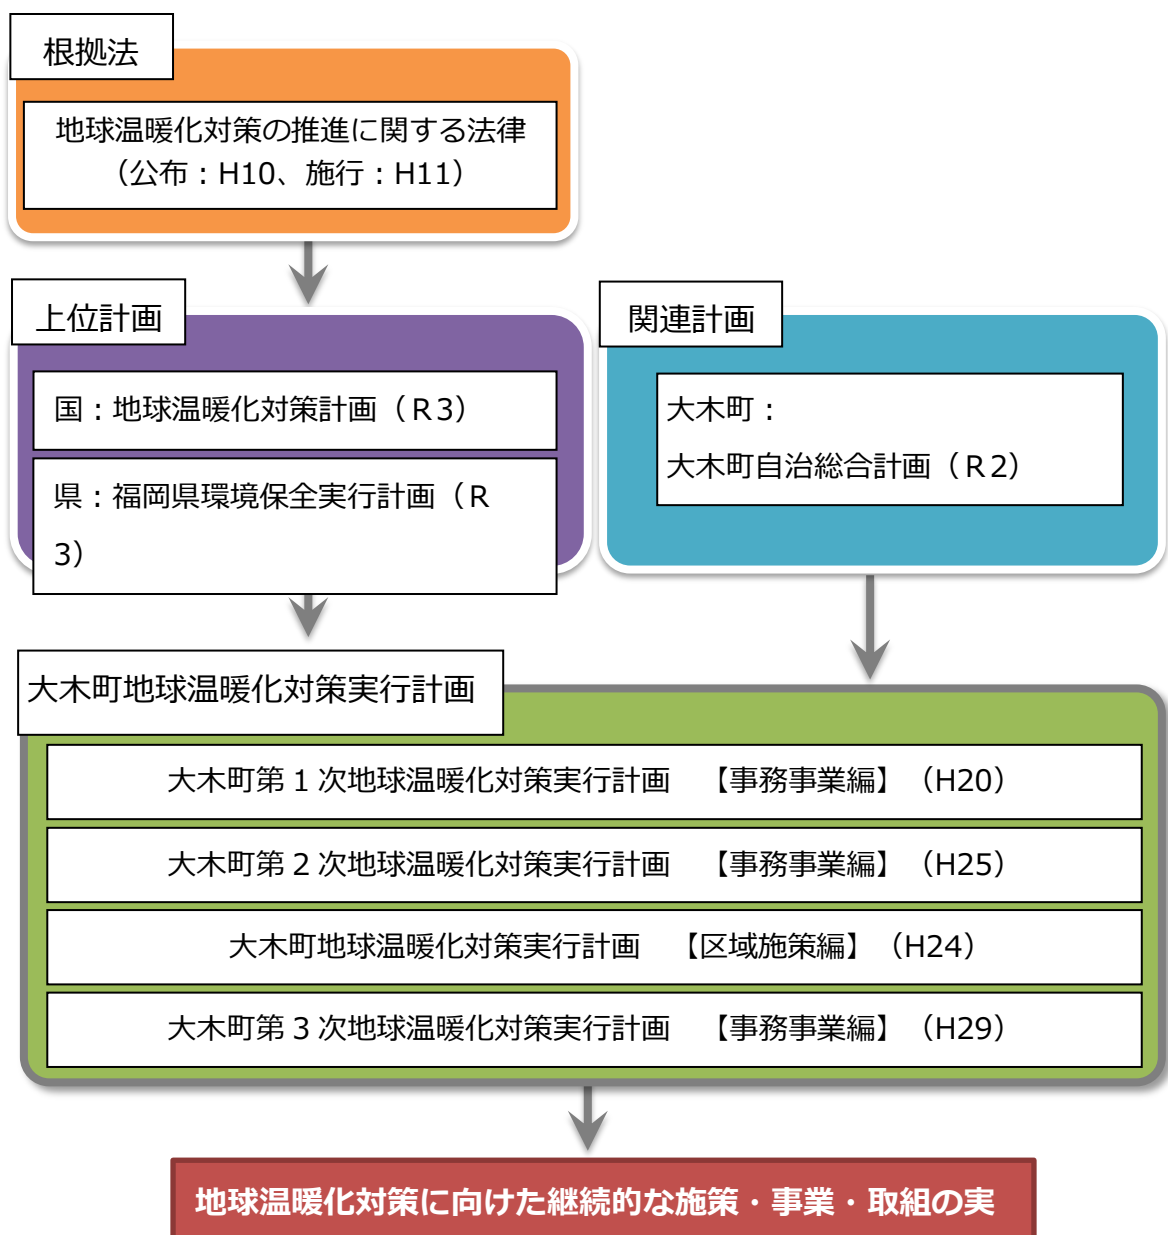 根拠法
地球温暖化対策の推進に関する法律
（公布：H10、施行：H11）
上位計画
国：地球温暖化対策計画（Ｒ3）
県：福岡県環境保全実行計画（Ｒ
3）
関連計画
大木町：
大木町自治総合計画（Ｒ2）
大木町地球温暖化対策実行計画
大木町第１次地球温暖化対策実行計画　【事務事業編】（H20）
大木町第２次地球温暖化対策実行計画　【事務事業編】（H25）
大木町地球温暖化対策実行計画　【区域施策編】（H24）
大木町第３次地球温暖化対策実行計画　【事務事業編】（H29）
地球温暖化対策に向けた継続的な施策・事業・取組の実